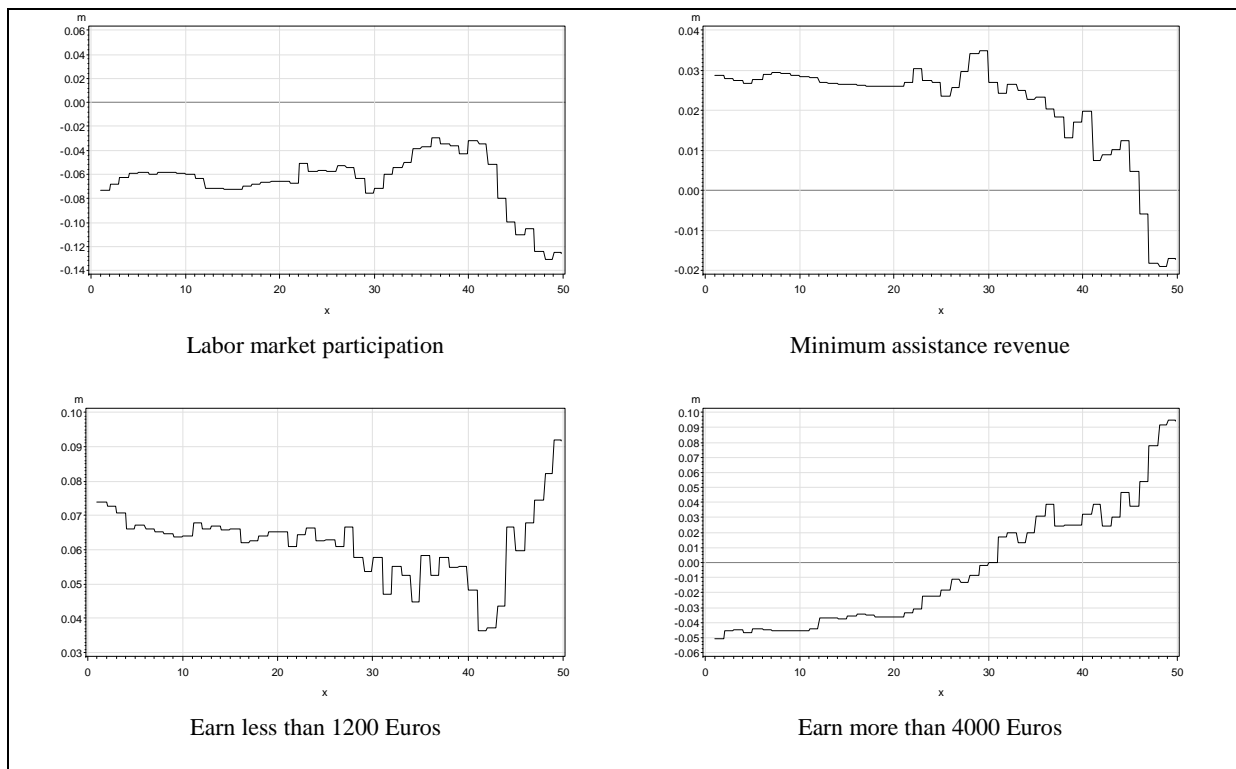 m
0.06
0.04
0.02
0.00
-0.02
-0.04
-0.06
-0.08
-0.10
-0.12
-0.14
0 10 20 30 40 50
x
Labor market participation
m
0.04
0.03
0.02
0.01
0.00
-0.01
-0.02
0 10 20 30 40 50
x
Minimum assistance revenue
m
0.10
0.09
0.08
0.07
0.06
0.05
0.04
0.03
0 10 20 30 40 50
x
Earn less than 1200 Euros
m
0.10
0.09
0.08
0.07
0.06
0.05
0.04
0.03
0.02
0.01
0.00
-0.01
-0.02
-0.03
-0.04
-0.05
-0.06
0 10 20 30 40 50
x
Earn more than 4000 Euros